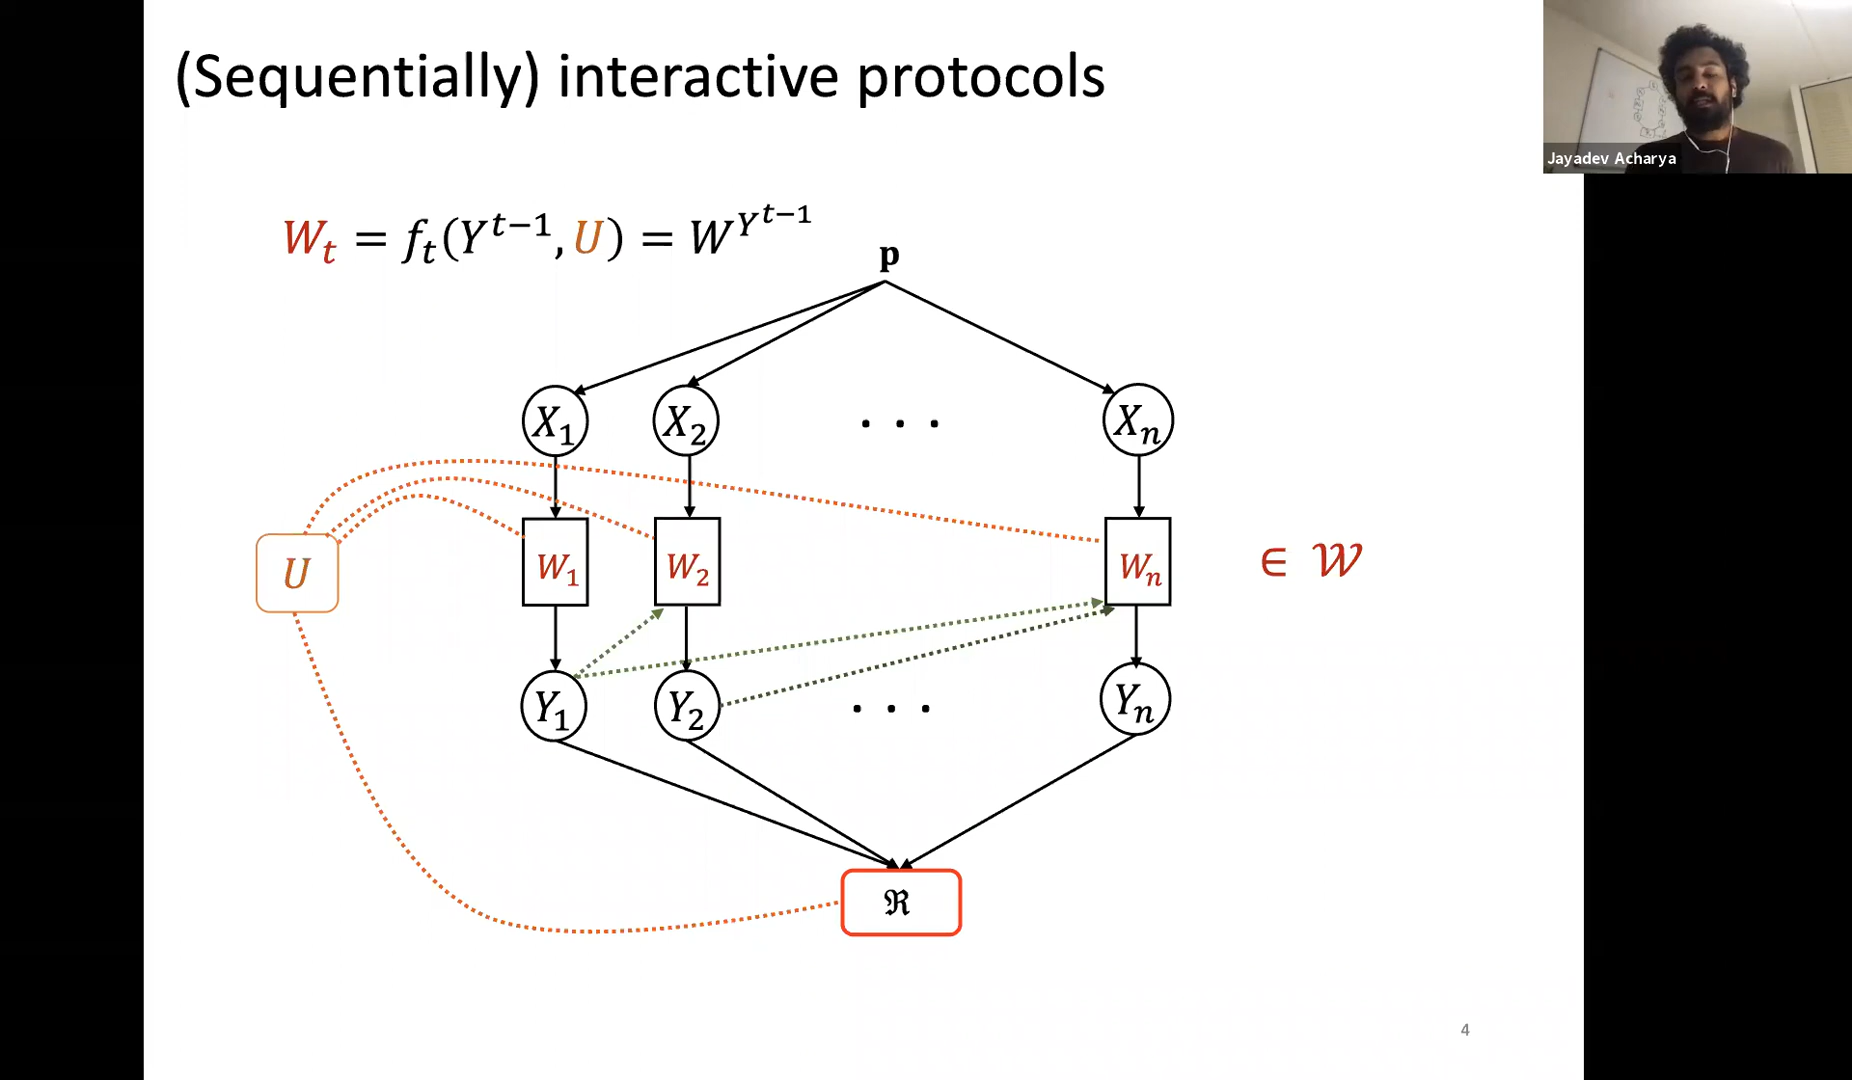 (Sequentially) interactive protocols
Jayadev Acharya
W_t = f_t(Y^{t−1}, U) = W^{Y^{t−1}}
p
X_1 X_2 . . . X_n
U W_1 W_2 W_n ∈ 𝒲
Y_1 Y_2 . . . Y_n
ℜ
4